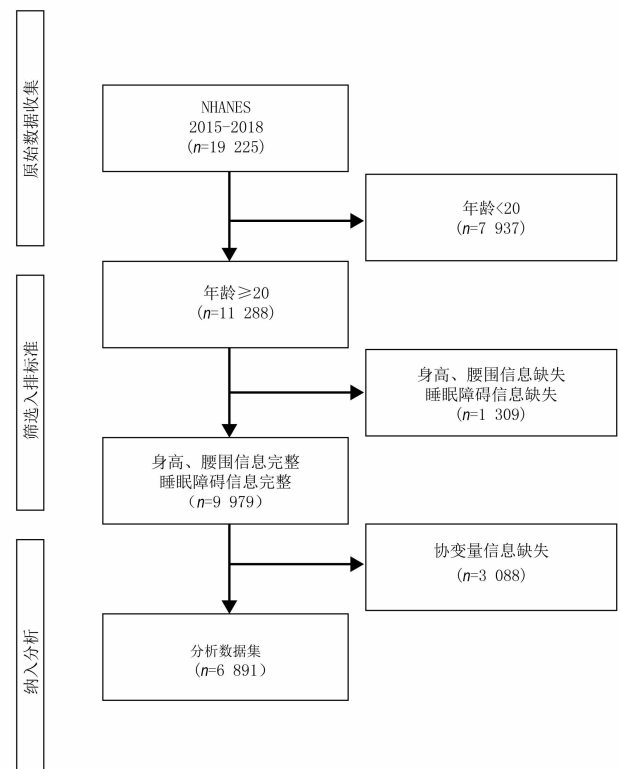 原始数据收集
NHANES
2015-2018
(n=19 225)
年龄<20
(n=7 937)
年龄≥20
(n=11 288)
筛选入排标准
身高、腰围信息缺失
睡眠障碍信息缺失
(n=1 309)
身高、腰围信息完整
睡眠障碍信息完整
（n=9 979）
协变量信息缺失
(n=3 088)
纳入分析
分析数据集
(n=6 891）